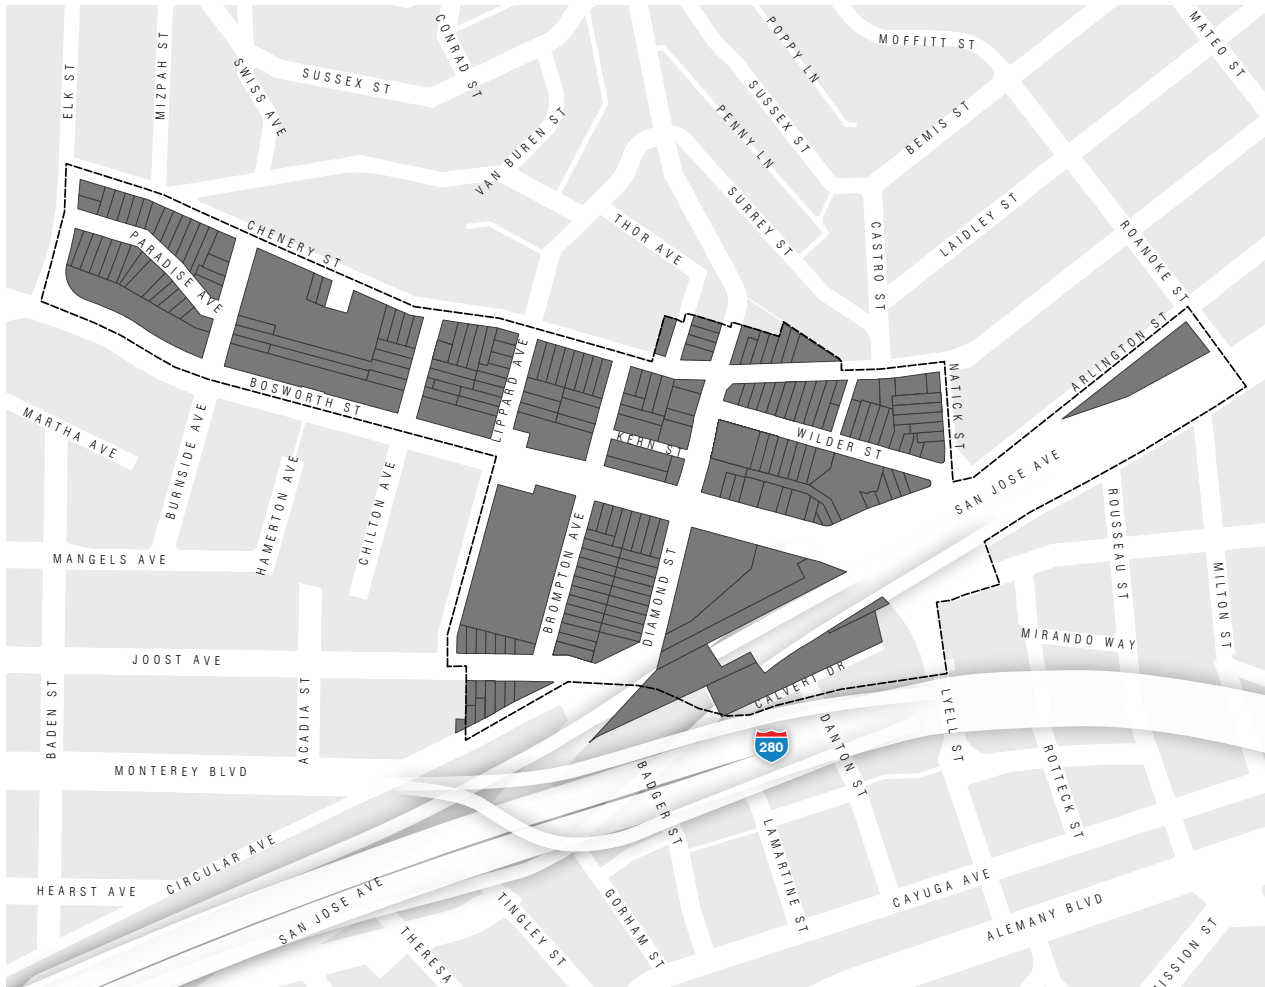 MOFFITT ST
MATEO ST
POPPY LN
CONRAD ST
ELK ST
MIZPAH ST
SWISS AVE
SUSSEX ST
SUSSEX ST
PENNY LN
BEMIS ST
VAN BUREN ST
SURREY ST
THOR AVE
CASTRO ST
LAIDLEY ST
ROANOKE ST
CHENERY ST
PARADISE AVE
ARLINGTON ST
NATICK ST
LIPPARD AVE
BOSWORTH ST
KERN ST
WILDER ST
MARTHA AVE
BURNSIDE AVE
HAMERTON AVE
CHILTON AVE
SAN JOSE AVE
ROUSSEAU ST
MILTON ST
MANGELS AVE
BROMPTON AVE
DIAMOND ST
MIRANDO WAY
JOOST AVE
CALVERT DR
BADEN ST
ACADIA ST
LYELL ST
DANTON ST
280
ROTTECK ST
MONTEREY BLVD
BADGER ST
LAMARTINE ST
CIRCULAR AVE
HEARST AVE
SAN JOSE AVE
CAYUGA AVE
ALEMANY BLVD
TINGLEY ST
GORHAM ST
THERESA
ISSION ST